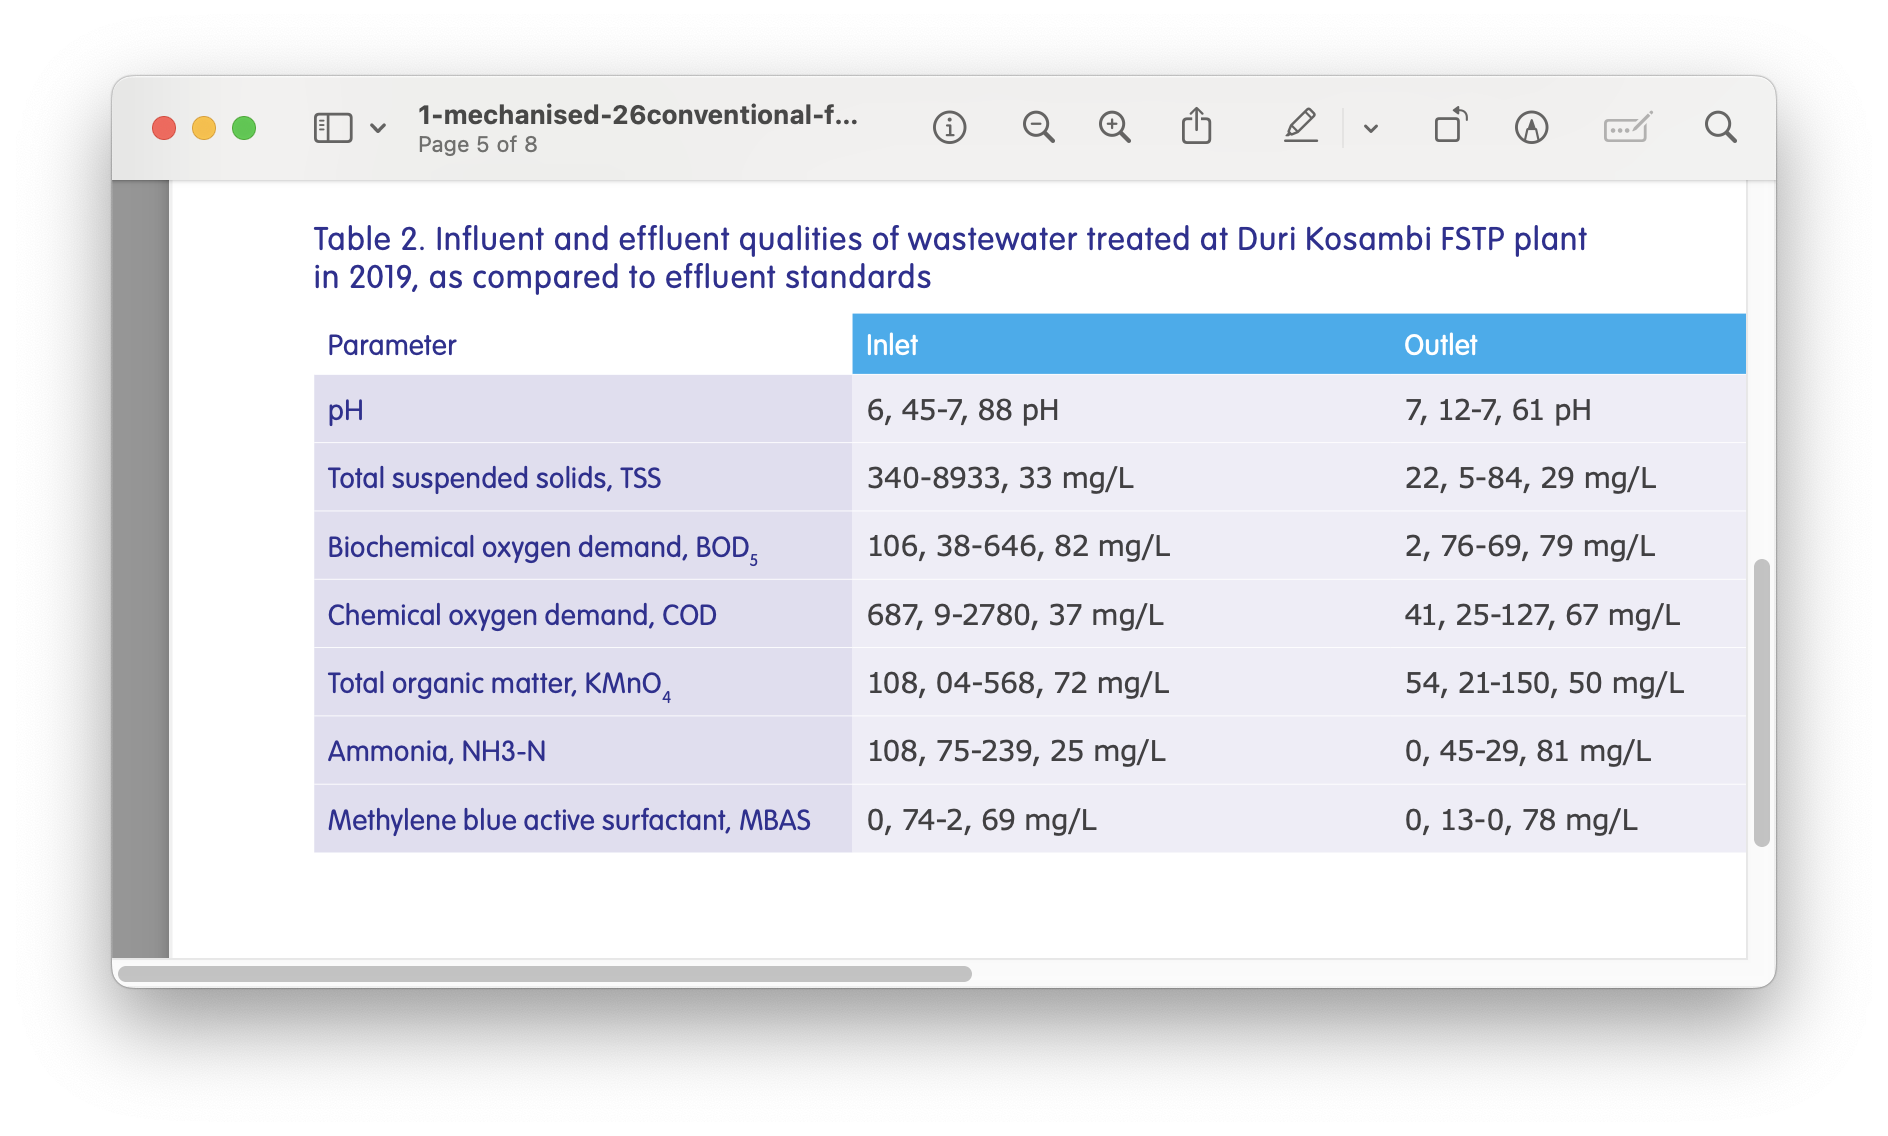 1-mechanised-26conventional-f...
Page 5 of 8
Table 2. Influent and effluent qualities of wastewater treated at Duri Kosambi FSTP plant
in 2019, as compared to effluent standards
Parameter Inlet Outlet
pH 6, 45-7, 88 pH 7, 12-7, 61 pH
Total suspended solids, TSS 340-8933, 33 mg/L 22, 5-84, 29 mg/L
Biochemical oxygen demand, BOD₅ 106, 38-646, 82 mg/L 2, 76-69, 79 mg/L
Chemical oxygen demand, COD 687, 9-2780, 37 mg/L 41, 25-127, 67 mg/L
Total organic matter, KMnO₄ 108, 04-568, 72 mg/L 54, 21-150, 50 mg/L
Ammonia, NH3-N 108, 75-239, 25 mg/L 0, 45-29, 81 mg/L
Methylene blue active surfactant, MBAS 0, 74-2, 69 mg/L 0, 13-0, 78 mg/L